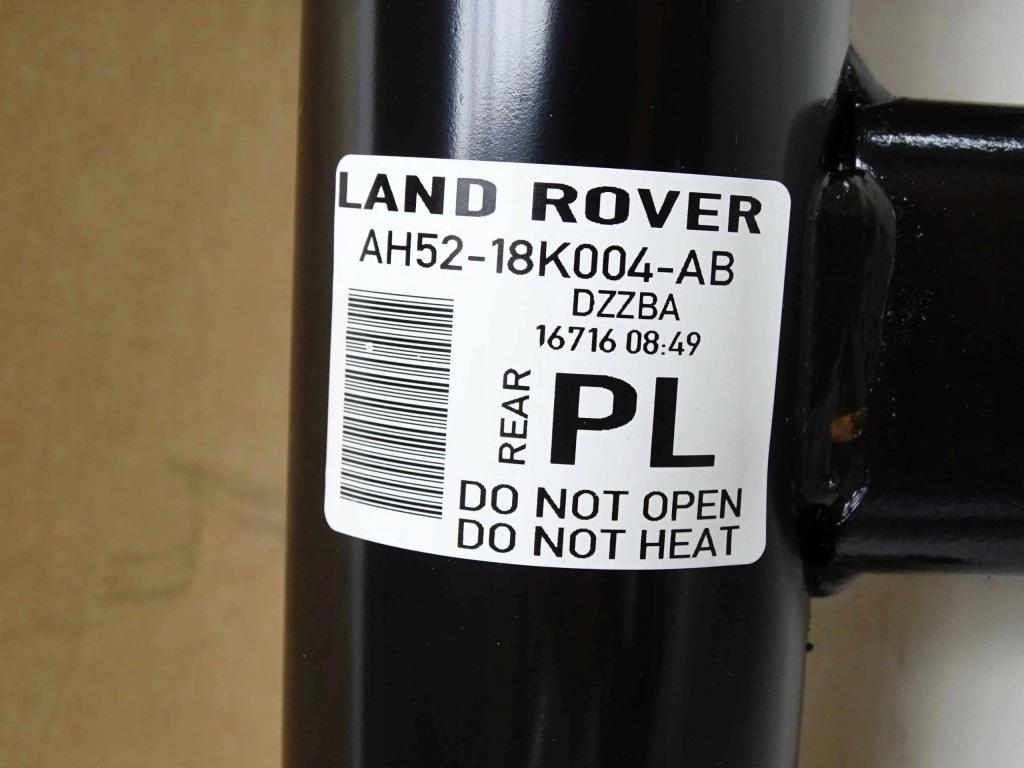 LAND ROVER
AH52-18K004-AB
DZZBA
16716 08:49
REAR
PL
DO NOT OPEN
DO NOT HEAT